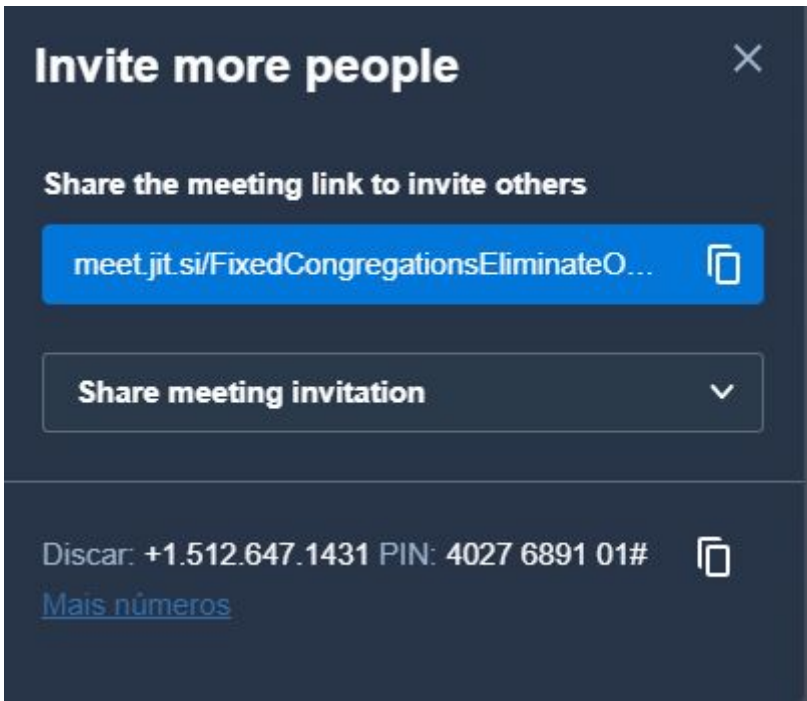 Invite more people
Share the meeting link to invite others
meet.jit.si/FixedCongregationsEliminateO...
Share meeting invitation
Discar: +1.512.647.1431 PIN: 4027 6891 01#
Mais números